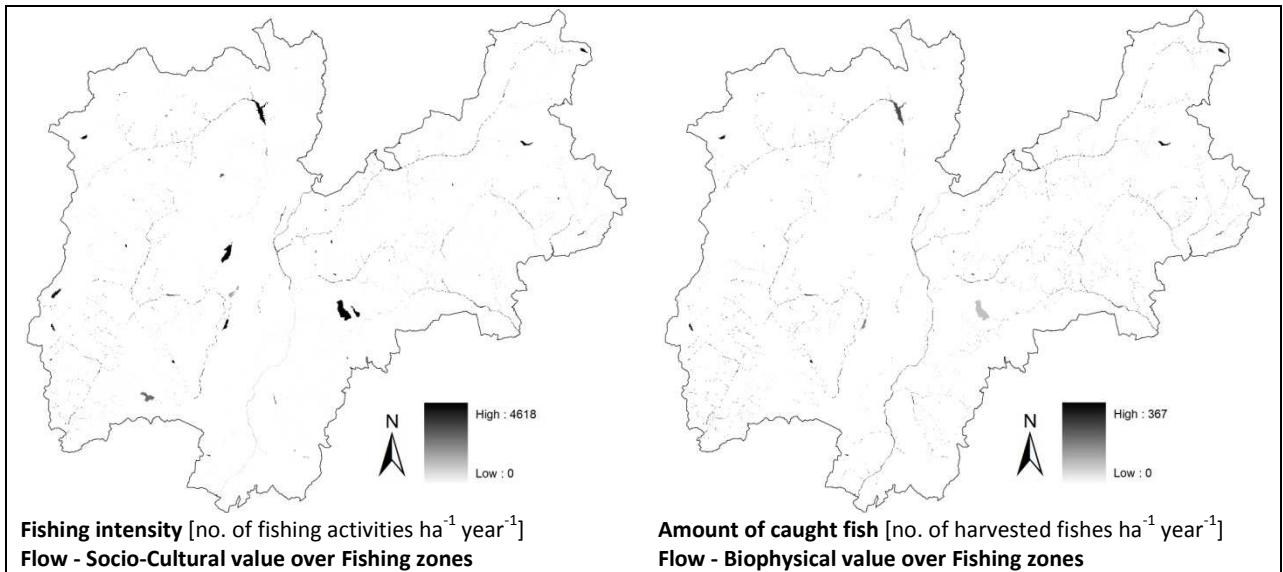 N
High : 4618
Low : 0
Fishing intensity [no. of fishing activities ha⁻¹ year⁻¹]
Flow - Socio-Cultural value over Fishing zones
N
High : 367
Low : 0
Amount of caught fish [no. of harvested fishes ha⁻¹ year⁻¹]
Flow - Biophysical value over Fishing zones